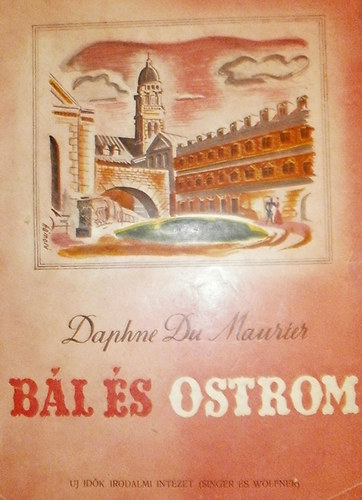 Daphne Du Maurier
BÁL ÉS OSTROM
UJ IDŐK IRODALMI INTÉZET (SINGER ÉS WOLFNER)